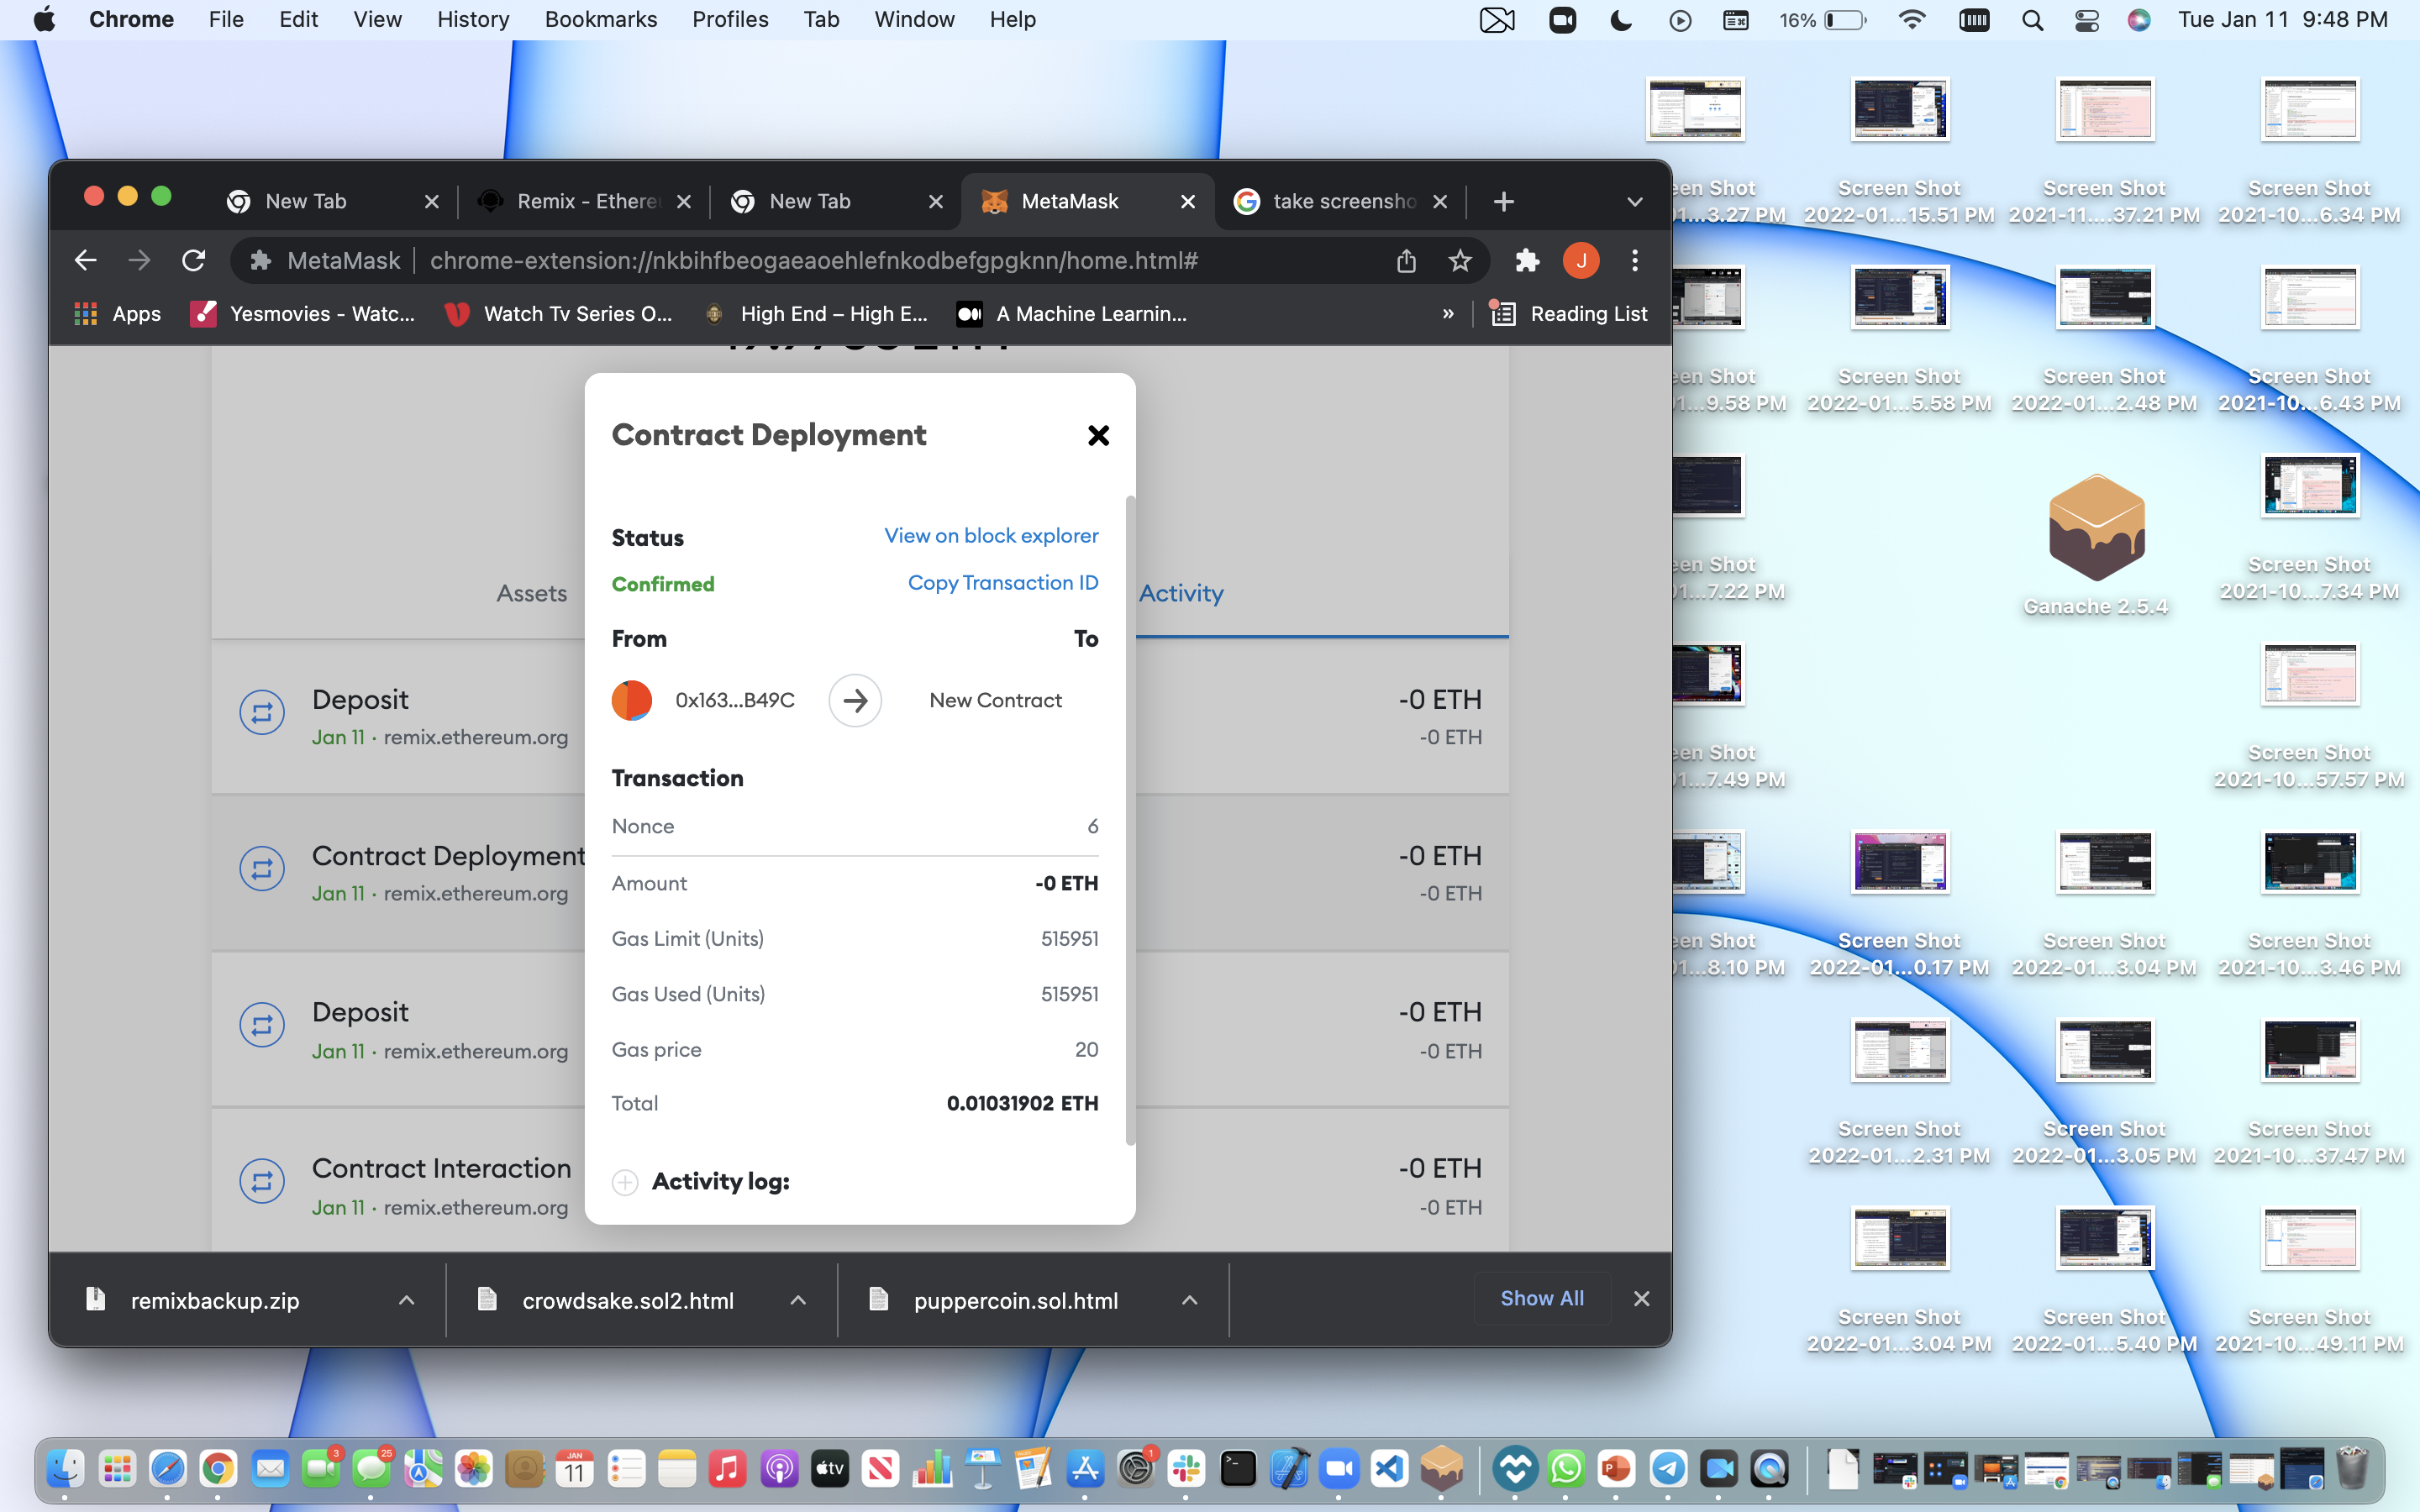 Chrome File Edit View History Bookmarks Profiles Tab Window Help 16% Tue Jan 11 9:48 PM
New Tab Remix - Ethere New Tab MetaMask take screensho
MetaMask chrome-extension://nkbihfbeogaeaoehlefnkodbefgpgknn/home.html# J
Apps Yesmovies - Watc... Watch Tv Series O... High End – High E... A Machine Learnin... » Reading List
Contract Deployment
Status View on block explorer
Confirmed Copy Transaction ID
From To
0x163...B49C New Contract
Transaction
Nonce 6
Amount -0 ETH
Gas Limit (Units) 515951
Gas Used (Units) 515951
Gas price 20
Total 0.01031902 ETH
Activity log:
Assets Activity
Deposit -0 ETH
Jan 11 · remix.ethereum.org -0 ETH
Contract Deployment -0 ETH
Jan 11 · remix.ethereum.org -0 ETH
Deposit -0 ETH
Jan 11 · remix.ethereum.org -0 ETH
Contract Interaction -0 ETH
Jan 11 · remix.ethereum.org -0 ETH
remixbackup.zip crowdsake.sol2.html puppercoin.sol.html Show All
een Shot Screen Shot Screen Shot Screen Shot
1...3.27 PM 2022-01...15.51 PM 2021-11....37.21 PM 2021-10...6.34 PM
een Shot Screen Shot Screen Shot Screen Shot
1...9.58 PM 2022-01...5.58 PM 2022-01...2.48 PM 2021-10...6.43 PM
een Shot Screen Shot
1...7.22 PM Ganache 2.5.4 2021-10...7.34 PM
een Shot Screen Shot
1...7.49 PM 2021-10...57.57 PM
een Shot Screen Shot Screen Shot Screen Shot
1...8.10 PM 2022-01...0.17 PM 2022-01...3.04 PM 2021-10...3.46 PM
Screen Shot Screen Shot Screen Shot
2022-01...2.31 PM 2022-01...3.05 PM 2021-10...37.47 PM
Screen Shot Screen Shot Screen Shot
2022-01...3.04 PM 2022-01...5.40 PM 2021-10...49.11 PM
3 25 JAN 11 tv 1